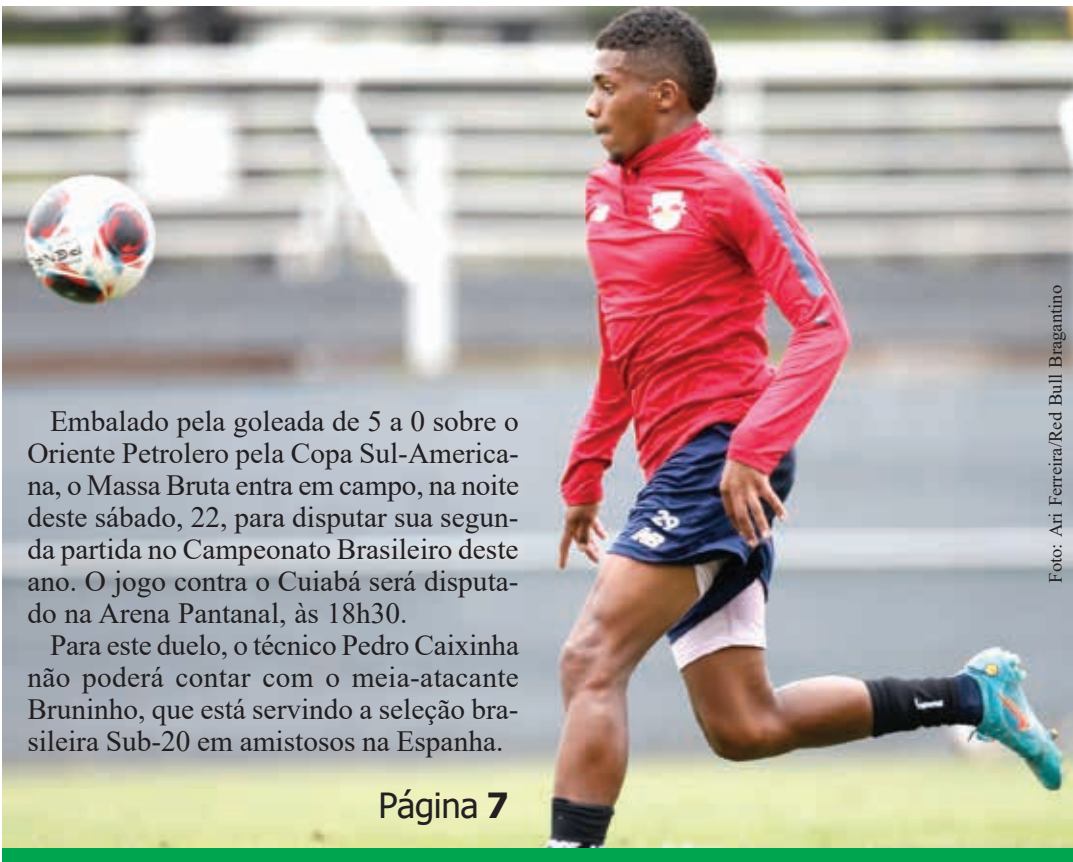 Embalado pela goleada de 5 a 0 sobre o
Oriente Petrolero pela Copa Sul-America-
na, o Massa Bruta entra em campo, na noite
deste sábado, 22, para disputar sua segun-
da partida no Campeonato Brasileiro deste
ano. O jogo contra o Cuiabá será disputa-
do na Arena Pantanal, às 18h30.
Para este duelo, o técnico Pedro Caixinha
não poderá contar com o meia-atacante
Bruninho, que está servindo a seleção bra-
sileira Sub-20 em amistosos na Espanha.
Página 7
Foto: Ari Ferreira/Red Bull Bragantino
29
NB